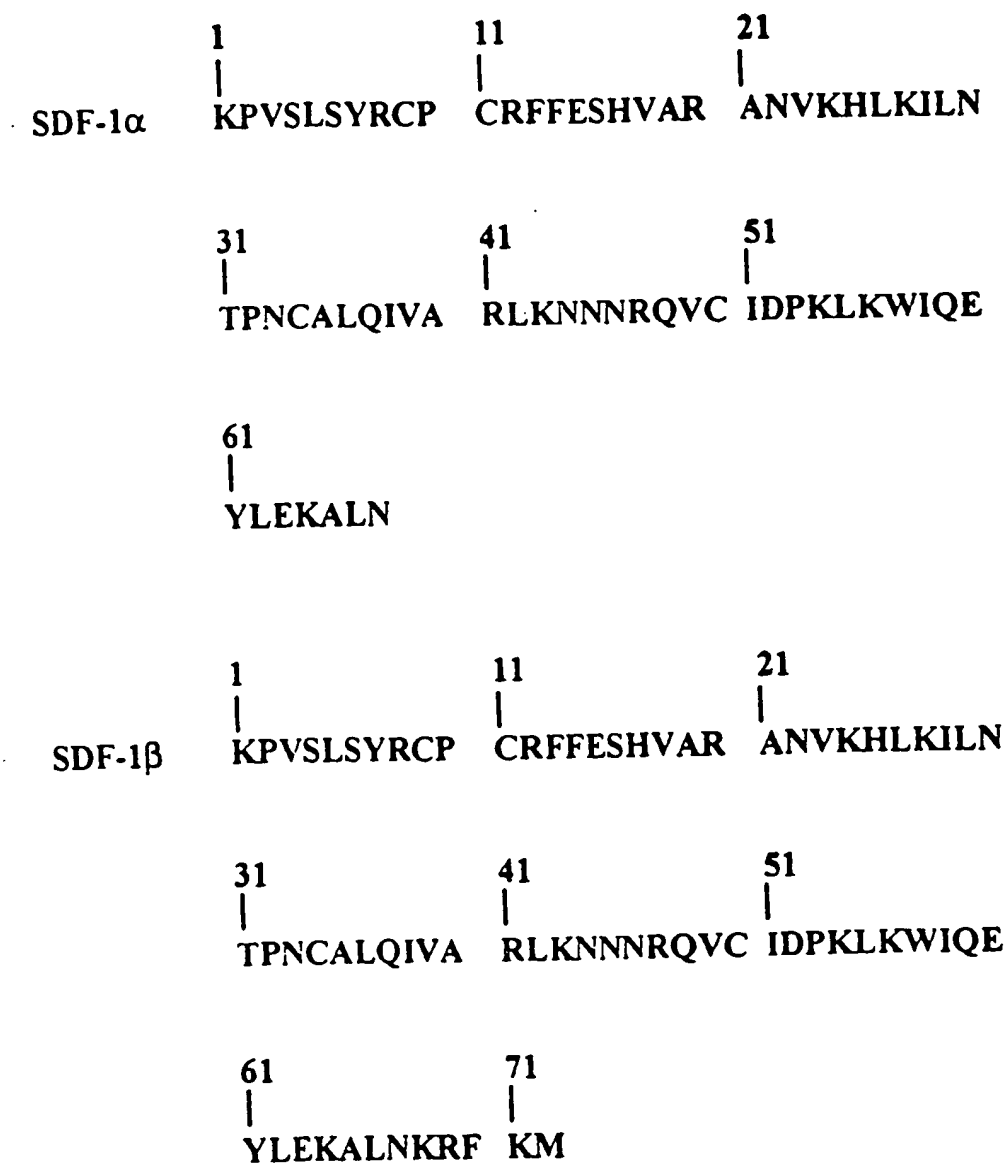 1 11 21
SDF-1α KPVSLSYRCP CRFFESHVAR ANVKHLKILN
31 41 51
TPNCALQIVA RLKNNNRQVC IDPKLKWIQE
61
YLEKALN
1 11 21
SDF-1β KPVSLSYRCP CRFFESHVAR ANVKHLKILN
31 41 51
TPNCALQIVA RLKNNNRQVC IDPKLKWIQE
61 71
YLEKALNKRF KM